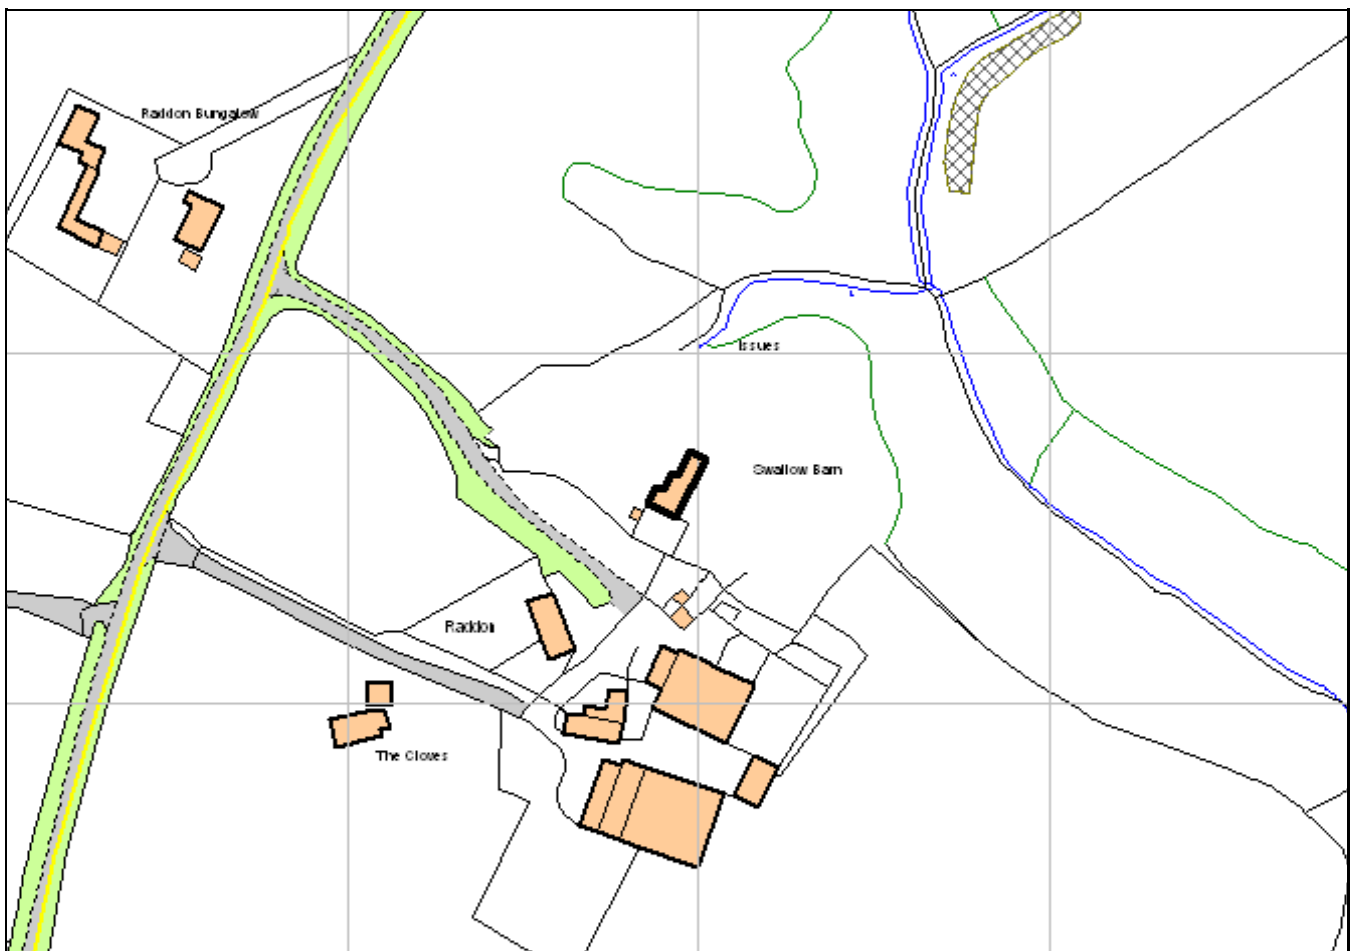 Raddon Bungalow
Issues
Swallow Barn
Raddon
The Cloves